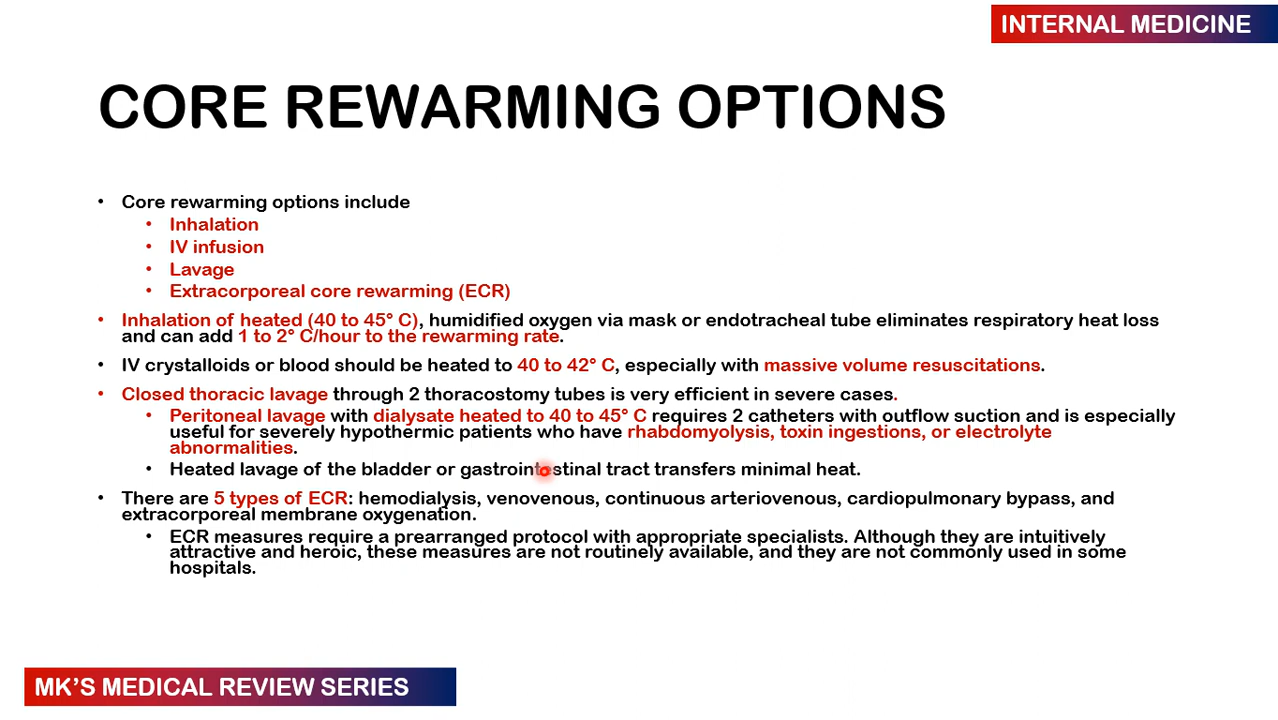 INTERNAL MEDICINE
CORE REWARMING OPTIONS
• Core rewarming options include
• Inhalation
• IV infusion
• Lavage
• Extracorporeal core rewarming (ECR)
• Inhalation of heated (40 to 45° C), humidified oxygen via mask or endotracheal tube eliminates respiratory heat loss
and can add 1 to 2° C/hour to the rewarming rate.
• IV crystalloids or blood should be heated to 40 to 42° C, especially with massive volume resuscitations.
• Closed thoracic lavage through 2 thoracostomy tubes is very efficient in severe cases.
• Peritoneal lavage with dialysate heated to 40 to 45° C requires 2 catheters with outflow suction and is especially
useful for severely hypothermic patients who have rhabdomyolysis, toxin ingestions, or electrolyte
abnormalities.
• Heated lavage of the bladder or gastrointestinal tract transfers minimal heat.
• There are 5 types of ECR: hemodialysis, venovenous, continuous arteriovenous, cardiopulmonary bypass, and
extracorporeal membrane oxygenation.
• ECR measures require a prearranged protocol with appropriate specialists. Although they are intuitively
attractive and heroic, these measures are not routinely available, and they are not commonly used in some
hospitals.
MK'S MEDICAL REVIEW SERIES